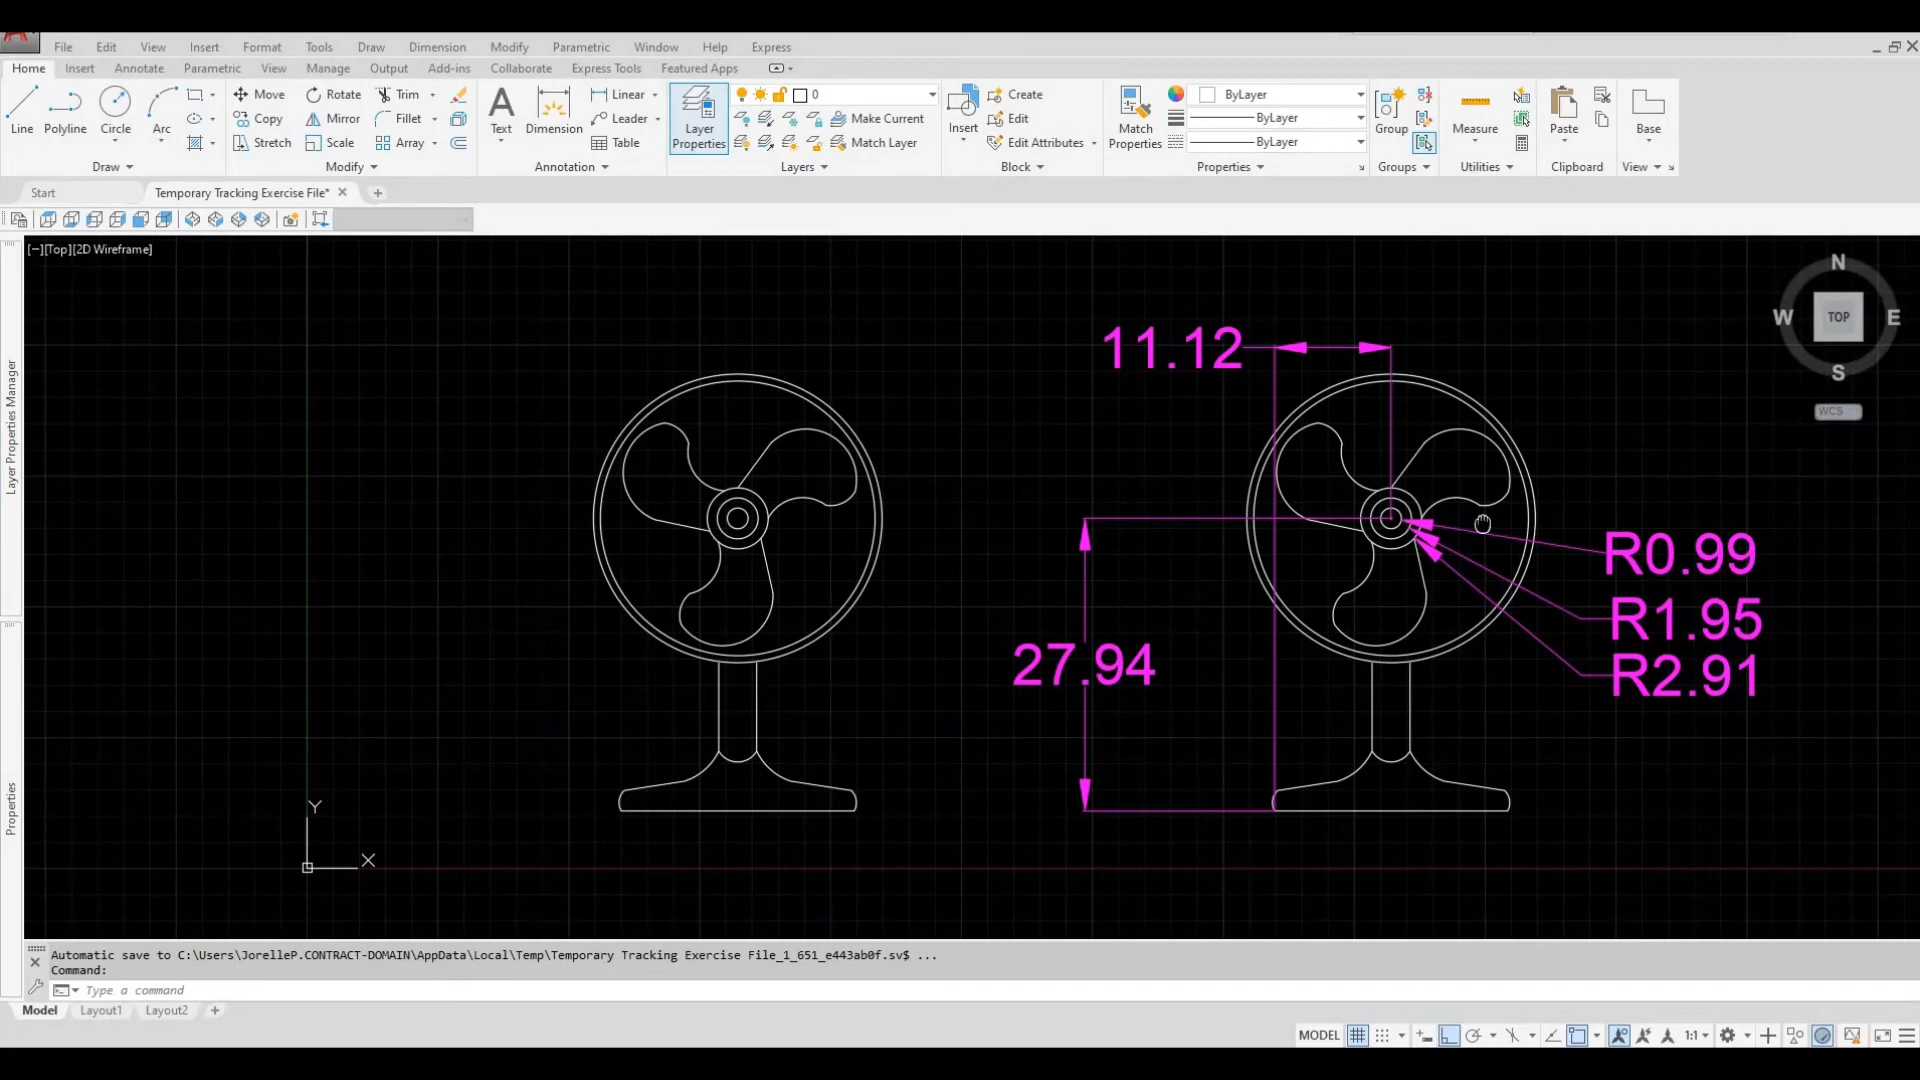 File Edit View Insert Format Tools Draw Dimension Modify Parametric Window Help Express
Home Insert Annotate Parametric View Manage Output Add-ins Collaborate Express Tools Featured Apps
Line Polyline Circle Arc
Draw
Move Rotate Trim
Copy Mirror Fillet
Stretch Scale Array
Modify
Text Dimension
Linear
Leader
Table
Annotation
Layer Properties
0
Make Current
Match Layer
Layers
Insert
Create
Edit
Edit Attributes
Block
Match Properties
ByLayer
ByLayer
ByLayer
Properties
Group
Groups
Measure
Utilities
Paste
Clipboard
Base
View
Start Temporary Tracking Exercise File*
[−][Top][2D Wireframe]
Layer Properties Manager
Properties
N
W TOP E
S
WCS
11.12
R0.99
R1.95
R2.91
27.94
Y
X
Automatic save to C:\Users\JorelleP.CONTRACT-DOMAIN\AppData\Local\Temp\Temporary Tracking Exercise File_1_651_e443ab0f.sv$ ...
Command:
Type a command
Model Layout1 Layout2
MODEL 1:1